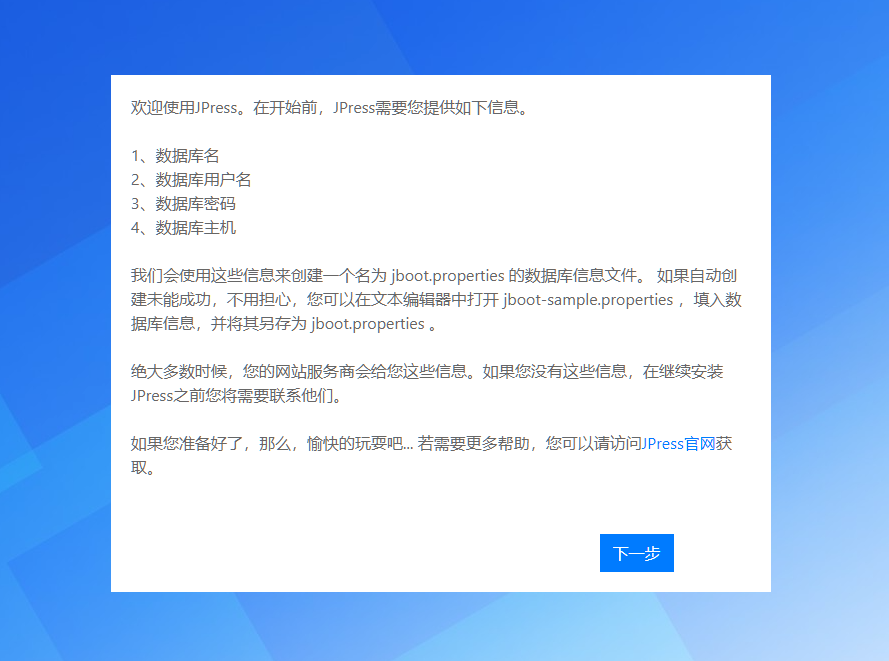 欢迎使用JPress。在开始前，JPress需要您提供如下信息。
1、数据库名
2、数据库用户名
3、数据库密码
4、数据库主机
我们会使用这些信息来创建一个名为 jboot.properties 的数据库信息文件。 如果自动创
建未能成功，不用担心，您可以在文本编辑器中打开 jboot-sample.properties ，填入数
据库信息，并将其另存为 jboot.properties 。
绝大多数时候，您的网站服务商会给您这些信息。如果您没有这些信息，在继续安装
JPress之前您将需要联系他们。
如果您准备好了，那么，愉快的玩耍吧... 若需要更多帮助，您可以请访问JPress官网获
取。
下一步